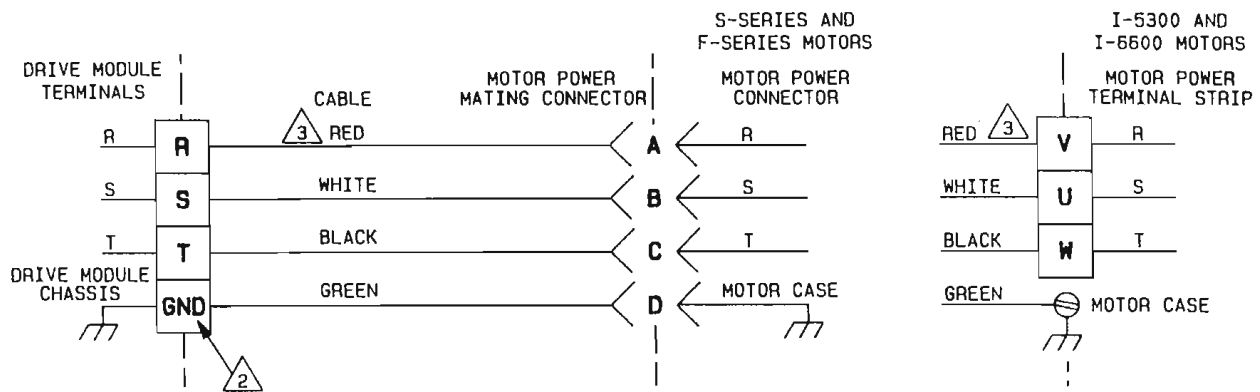 S-SERIES AND
F-SERIES MOTORS
I-5300 AND
I-6600 MOTORS
DRIVE MODULE
TERMINALS
MOTOR POWER
MATING CONNECTOR
MOTOR POWER
CONNECTOR
MOTOR POWER
TERMINAL STRIP
CABLE
R
R
3
RED
A
R
RED
3
V
R
S
S
WHITE
B
S
WHITE
U
S
T
T
BLACK
C
T
BLACK
W
T
DRIVE MODULE
CHASSIS
GND
GREEN
D
MOTOR CASE
GREEN
MOTOR CASE
2